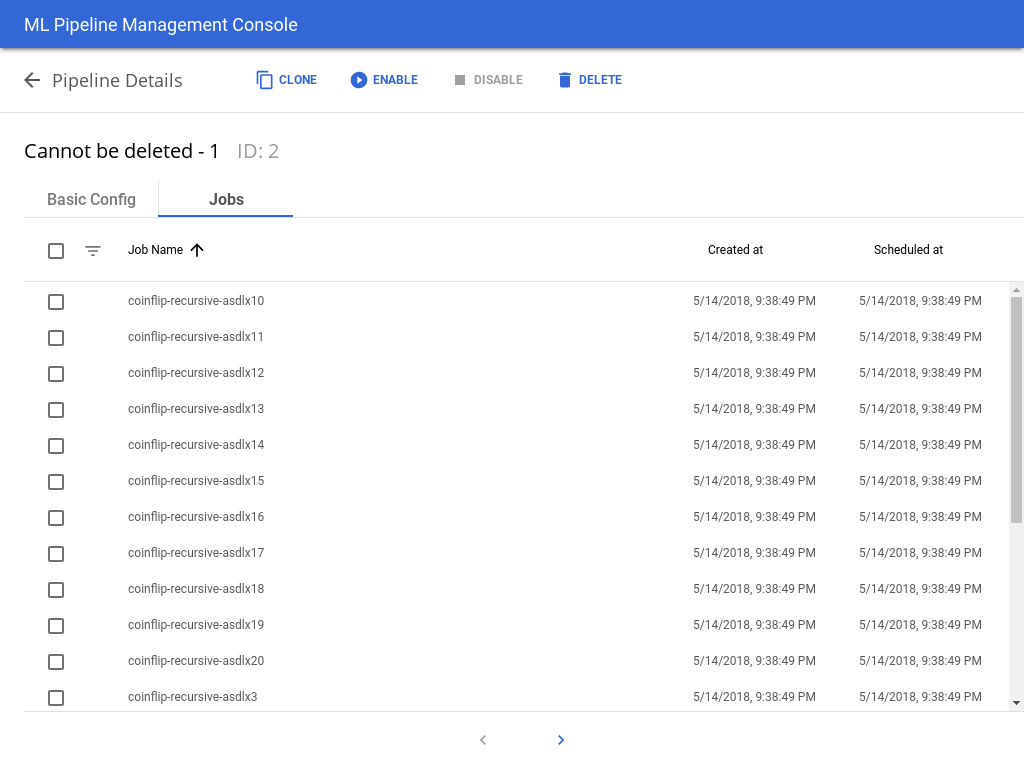 ML Pipeline Management Console
Pipeline Details CLONE ENABLE DISABLE DELETE
Cannot be deleted - 1 ID: 2
Basic Config Jobs
Job Name Created at Scheduled at
coinflip-recursive-asdlx10 5/14/2018, 9:38:49 PM 5/14/2018, 9:38:49 PM
coinflip-recursive-asdlx11 5/14/2018, 9:38:49 PM 5/14/2018, 9:38:49 PM
coinflip-recursive-asdlx12 5/14/2018, 9:38:49 PM 5/14/2018, 9:38:49 PM
coinflip-recursive-asdlx13 5/14/2018, 9:38:49 PM 5/14/2018, 9:38:49 PM
coinflip-recursive-asdlx14 5/14/2018, 9:38:49 PM 5/14/2018, 9:38:49 PM
coinflip-recursive-asdlx15 5/14/2018, 9:38:49 PM 5/14/2018, 9:38:49 PM
coinflip-recursive-asdlx16 5/14/2018, 9:38:49 PM 5/14/2018, 9:38:49 PM
coinflip-recursive-asdlx17 5/14/2018, 9:38:49 PM 5/14/2018, 9:38:49 PM
coinflip-recursive-asdlx18 5/14/2018, 9:38:49 PM 5/14/2018, 9:38:49 PM
coinflip-recursive-asdlx19 5/14/2018, 9:38:49 PM 5/14/2018, 9:38:49 PM
coinflip-recursive-asdlx20 5/14/2018, 9:38:49 PM 5/14/2018, 9:38:49 PM
coinflip-recursive-asdlx3 5/14/2018, 9:38:49 PM 5/14/2018, 9:38:49 PM